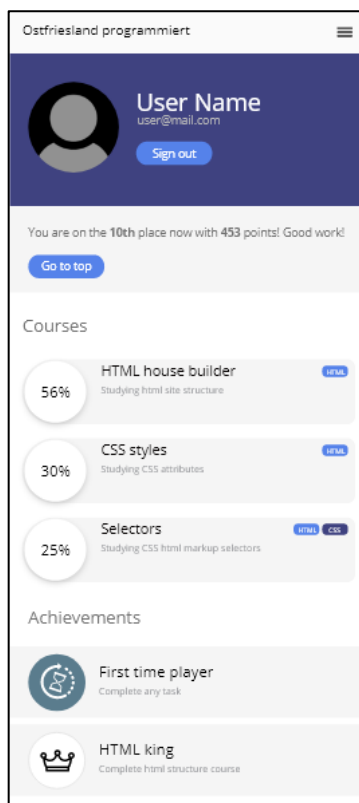 Ostfriesland programmiert
User Name
user@mail.com
Sign out
You are on the 10th place now with 453 points! Good work!
Go to top
Courses
56%
HTML house builder
HTML
Studying html site structure
30%
CSS styles
HTML
Studying CSS attributes
25%
Selectors
HTML CSS
Studying CSS html markup selectors
Achievements
First time player
Complete any task
HTML king
Complete html structure course